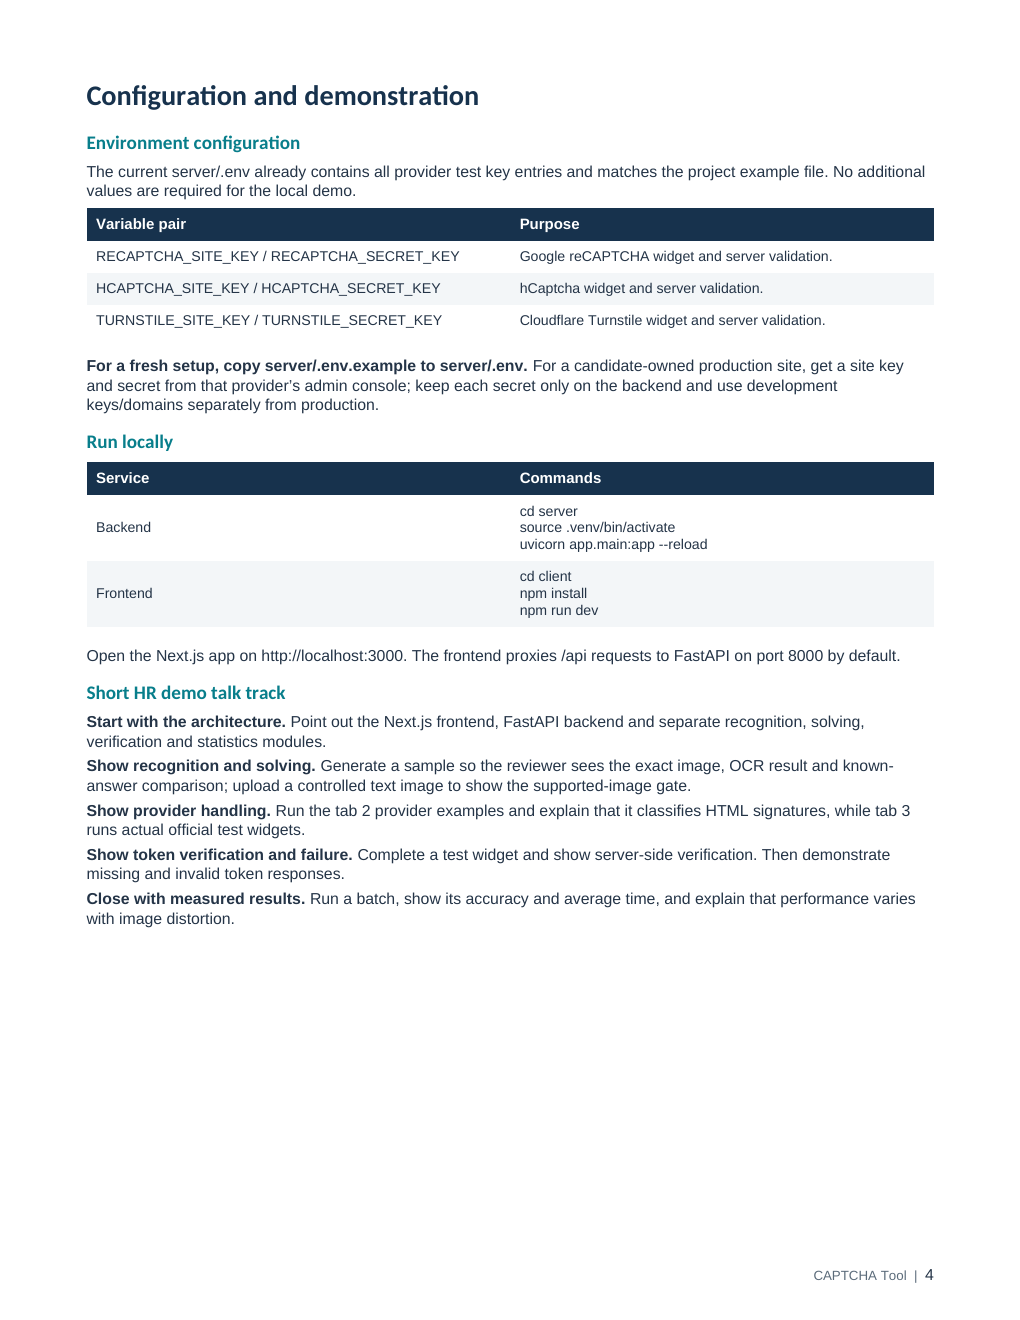 Configuration and demonstration
Environment configuration
The current server/.env already contains all provider test key entries and matches the project example file. No additional
values are required for the local demo.
Variable pair Purpose
RECAPTCHA_SITE_KEY / RECAPTCHA_SECRET_KEY Google reCAPTCHA widget and server validation.
HCAPTCHA_SITE_KEY / HCAPTCHA_SECRET_KEY hCaptcha widget and server validation.
TURNSTILE_SITE_KEY / TURNSTILE_SECRET_KEY Cloudflare Turnstile widget and server validation.
For a fresh setup, copy server/.env.example to server/.env. For a candidate-owned production site, get a site key
and secret from that provider’s admin console; keep each secret only on the backend and use development
keys/domains separately from production.
Run locally
Service Commands
Backend
cd server
source .venv/bin/activate
uvicorn app.main:app --reload
Frontend
cd client
npm install
npm run dev
Open the Next.js app on http://localhost:3000. The frontend proxies /api requests to FastAPI on port 8000 by default.
Short HR demo talk track
Start with the architecture. Point out the Next.js frontend, FastAPI backend and separate recognition, solving,
verification and statistics modules.
Show recognition and solving. Generate a sample so the reviewer sees the exact image, OCR result and known-
answer comparison; upload a controlled text image to show the supported-image gate.
Show provider handling. Run the tab 2 provider examples and explain that it classifies HTML signatures, while tab 3
runs actual official test widgets.
Show token verification and failure. Complete a test widget and show server-side verification. Then demonstrate
missing and invalid token responses.
Close with measured results. Run a batch, show its accuracy and average time, and explain that performance varies
with image distortion.
CAPTCHA Tool | 4